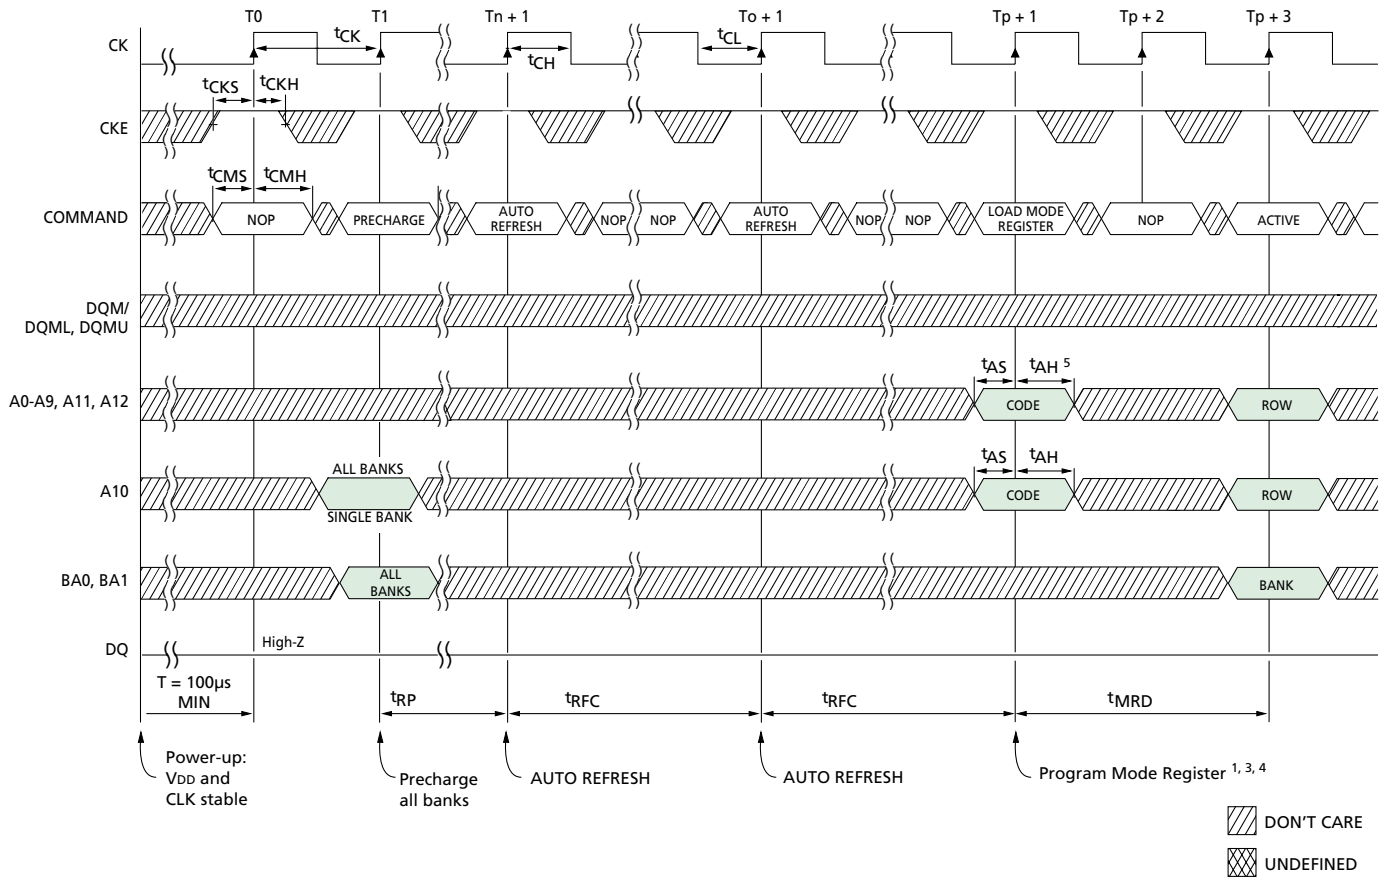 T0 T1 Tn + 1 To + 1 Tp + 1 Tp + 2 Tp + 3
CK
tCK
tCH
tCL
tCKS tCKH
CKE
tCMS tCMH
COMMAND
NOP
PRECHARGE
AUTO
REFRESH
NOP
NOP
AUTO
REFRESH
NOP
NOP
LOAD MODE
REGISTER
NOP
ACTIVE
DQM/
DQML, DQMU
tAS tAH 5
A0-A9, A11, A12
CODE
ROW
ALL BANKS
tAS tAH
A10
CODE
ROW
SINGLE BANK
BA0, BA1
ALL
BANKS
BANK
High-Z
DQ
T = 100µs
MIN
tRP
tRFC
tRFC
tMRD
Power-up:
VDD and
CLK stable
Precharge
all banks
AUTO REFRESH
AUTO REFRESH
Program Mode Register 1, 3, 4
DON'T CARE
UNDEFINED